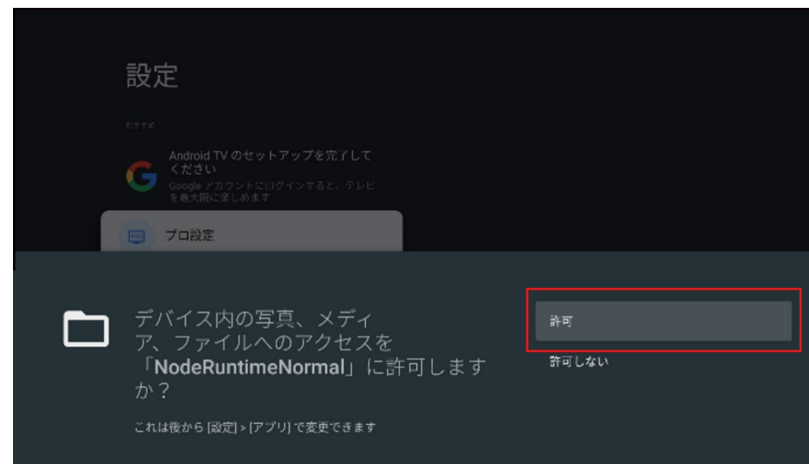 設定
おすすめ
Android TV のセットアップを完了して
ください
Google アカウントにログインすると、テレビ
を最大限に楽しめます
プロ設定
デバイス内の写真、メディ
ア、ファイルへのアクセスを
「NodeRuntimeNormal」に許可します
か？
これは後から [設定] > [アプリ] で変更できます
許可
許可しない